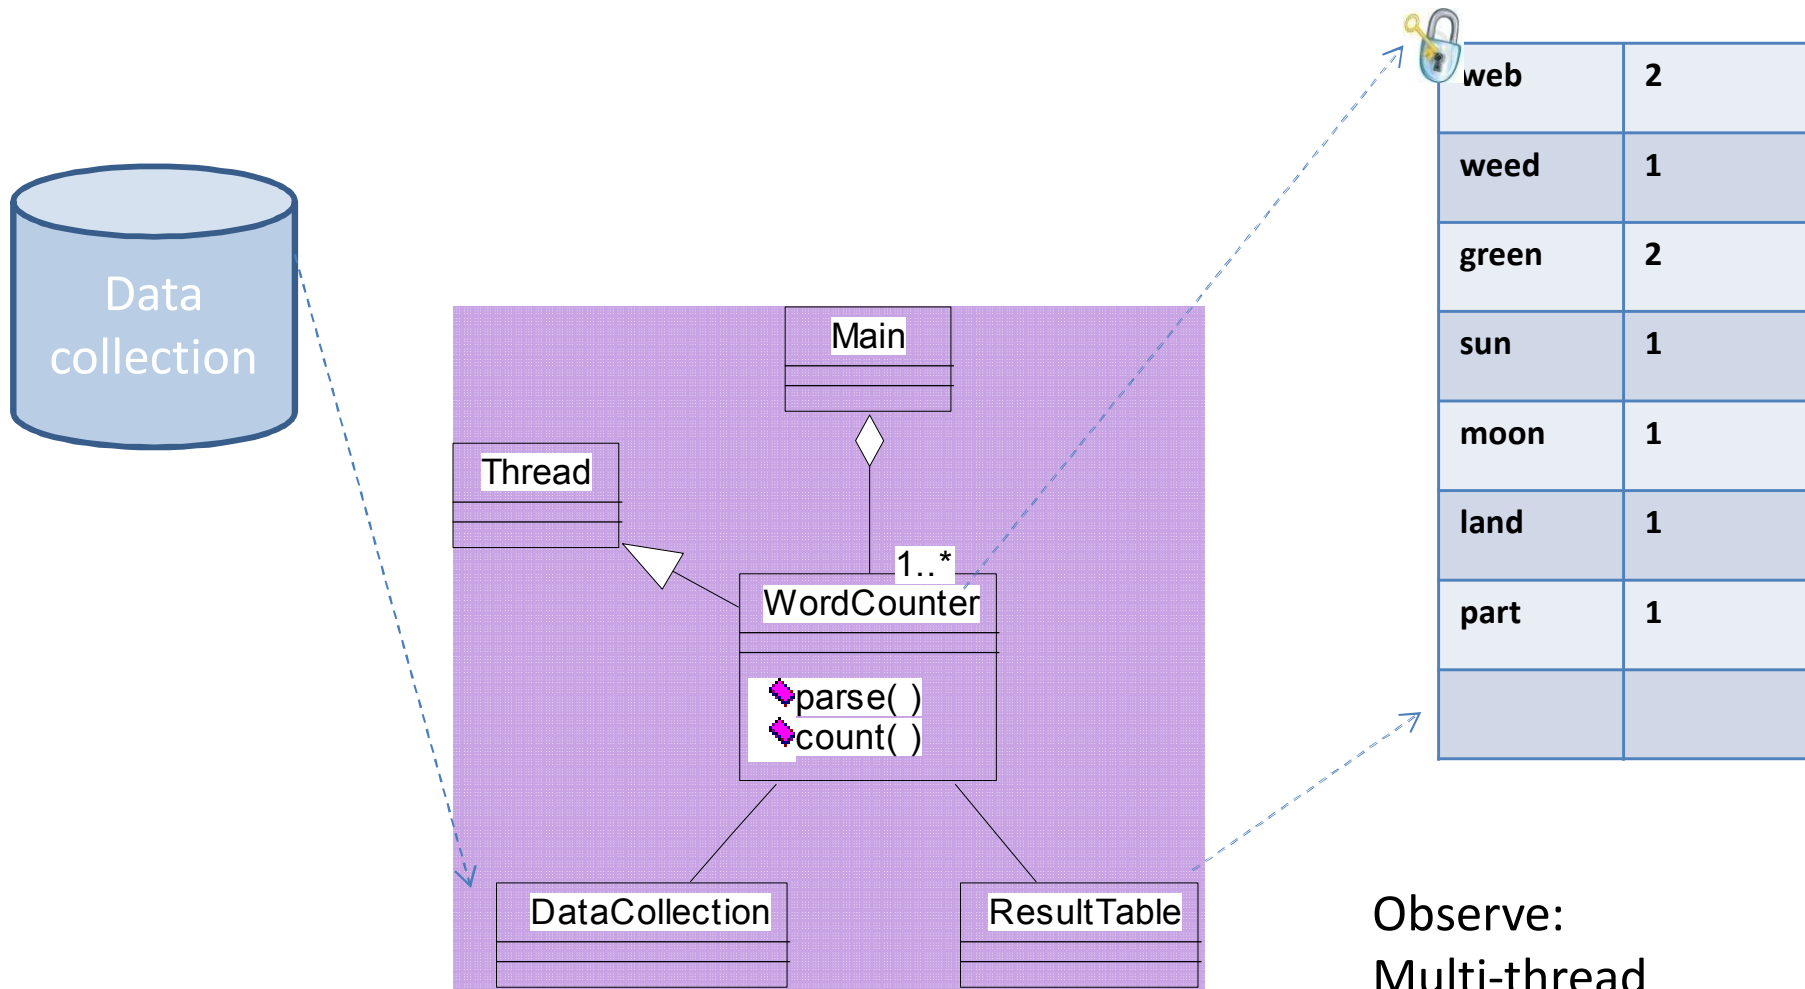 Data
collection
Main
Thread
1..*
WordCounter
parse( )
count( )
DataCollection
ResultTable
web 2
weed 1
green 2
sun 1
moon 1
land 1
part 1
Observe:
Multi-thread